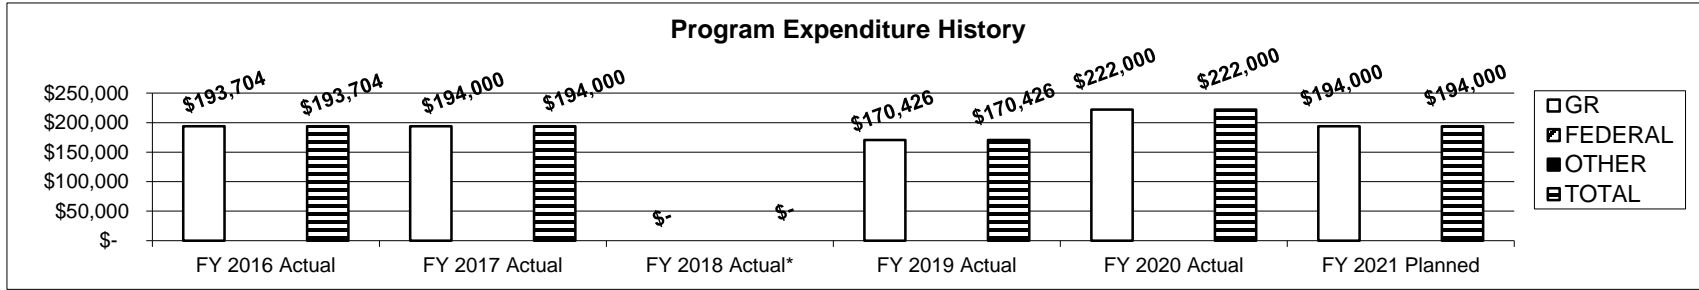 Program Expenditure History
$193,704 $193,704 $194,000 $194,000 $- $- $170,426 $170,426 $222,000 $222,000 $194,000 $194,000
$250,000
$200,000
$150,000
$100,000
$50,000
$-
FY 2016 Actual FY 2017 Actual FY 2018 Actual* FY 2019 Actual FY 2020 Actual FY 2021 Planned
GR
FEDERAL
OTHER
TOTAL